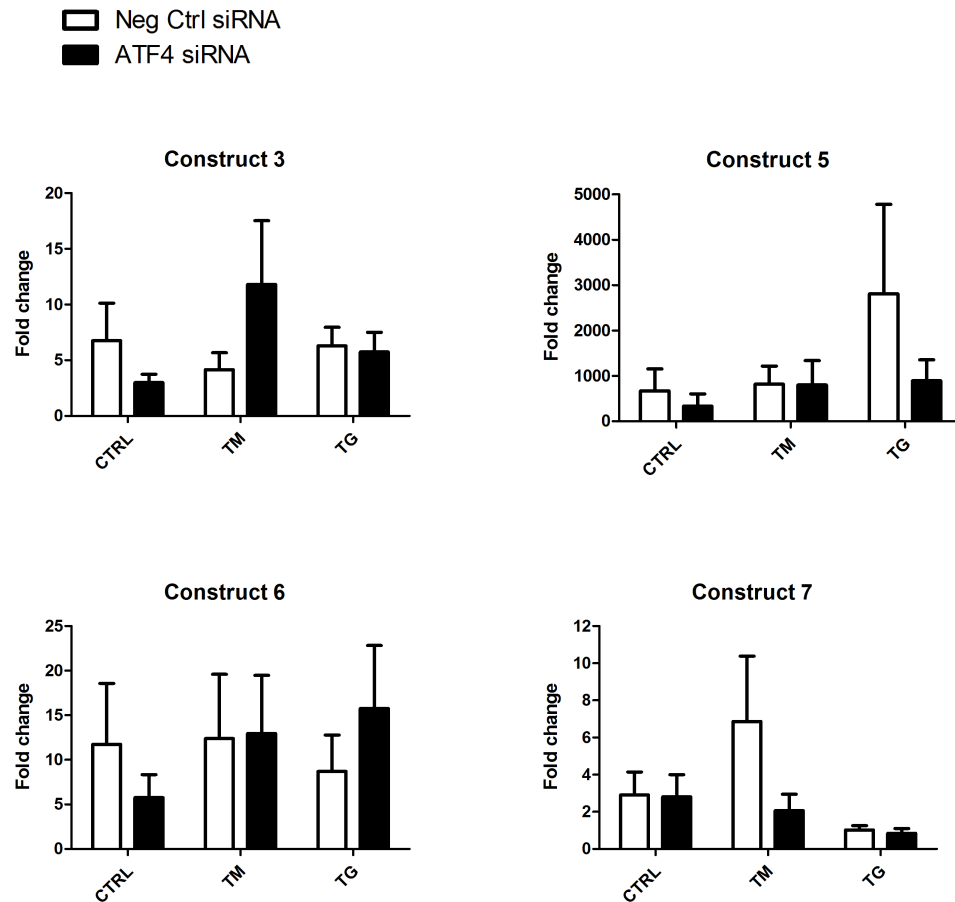 Neg Ctrl siRNA
ATF4 siRNA
Construct 3
Fold change
20
15
10
5
0
CTRL
TM
TG
Construct 5
Fold change
5000
4000
3000
2000
1000
0
CTRL
TM
TG
Construct 6
Fold change
25
20
15
10
5
0
CTRL
TM
TG
Construct 7
Fold change
12
10
8
6
4
2
0
CTRL
TM
TG